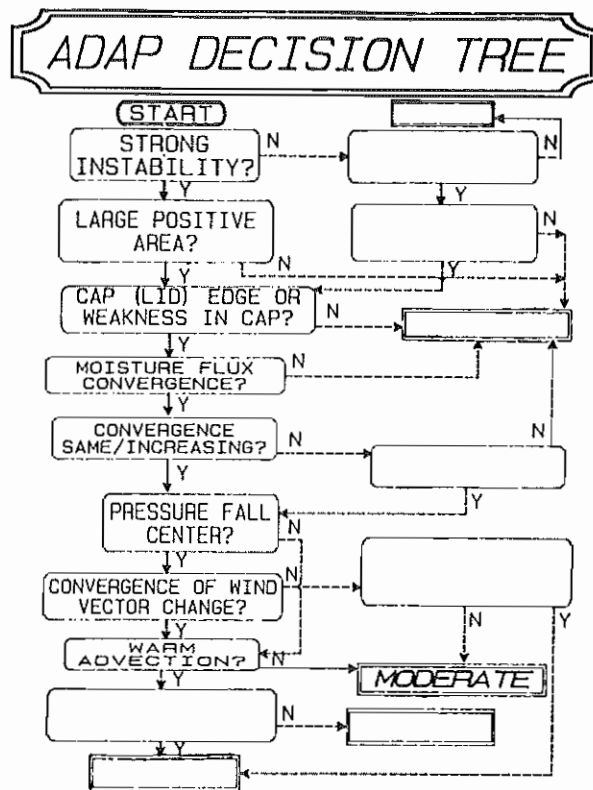 ADAP DECISION TREE
START
STRONG
INSTABILITY?
N
N
Y
Y
LARGE POSITIVE
AREA?
N
Y
N
Y
CAP (LID) EDGE OR
WEAKNESS IN CAP?
N
Y
MOISTURE FLUX
CONVERGENCE?
N
Y
CONVERGENCE
SAME/INCREASING?
N
N
Y
Y
PRESSURE FALL
CENTER?
N
Y
CONVERGENCE OF WIND
VECTOR CHANGE?
N
Y
N
Y
WARM
ADVECTION?
N
Y
MODERATE
N
Y